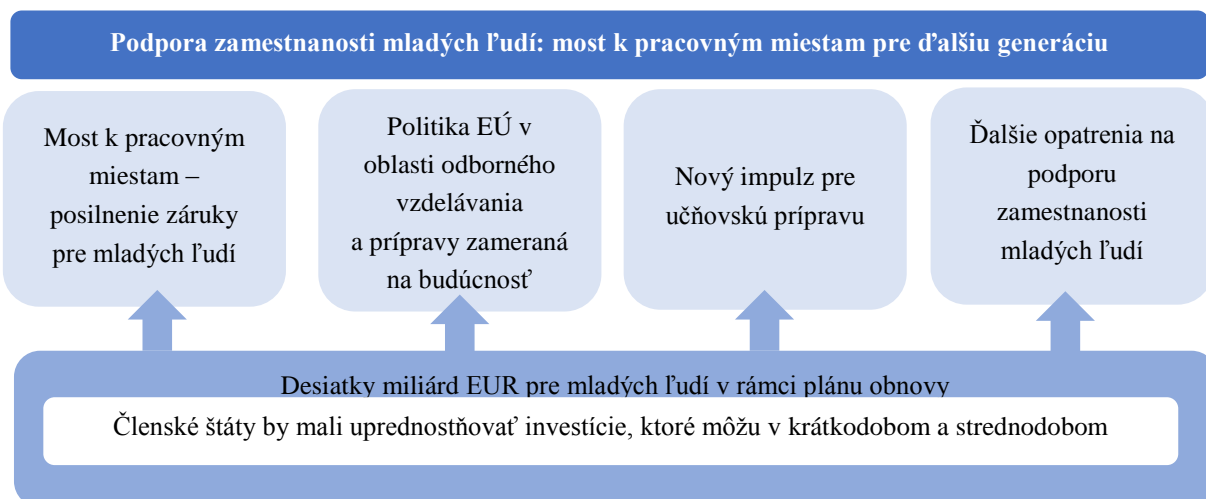 Podpora zamestnanosti mladých ľudí: most k pracovným miestam pre ďalšiu generáciu
Most k pracovným
miestam –
posilnenie záruky
pre mladých ľudí
Politika EÚ v
oblasti odborného
vzdelávania
a prípravy zameraná
na budúcnosť
Nový impulz pre
učňovskú prípravu
Ďalšie opatrenia na
podporu
zamestnanosti
mladých ľudí
Desiatky miliárd EUR pre mladých ľudí v rámci plánu obnovy
Členské štáty by mali uprednostňovať investície, ktoré môžu v krátkodobom a strednodobom